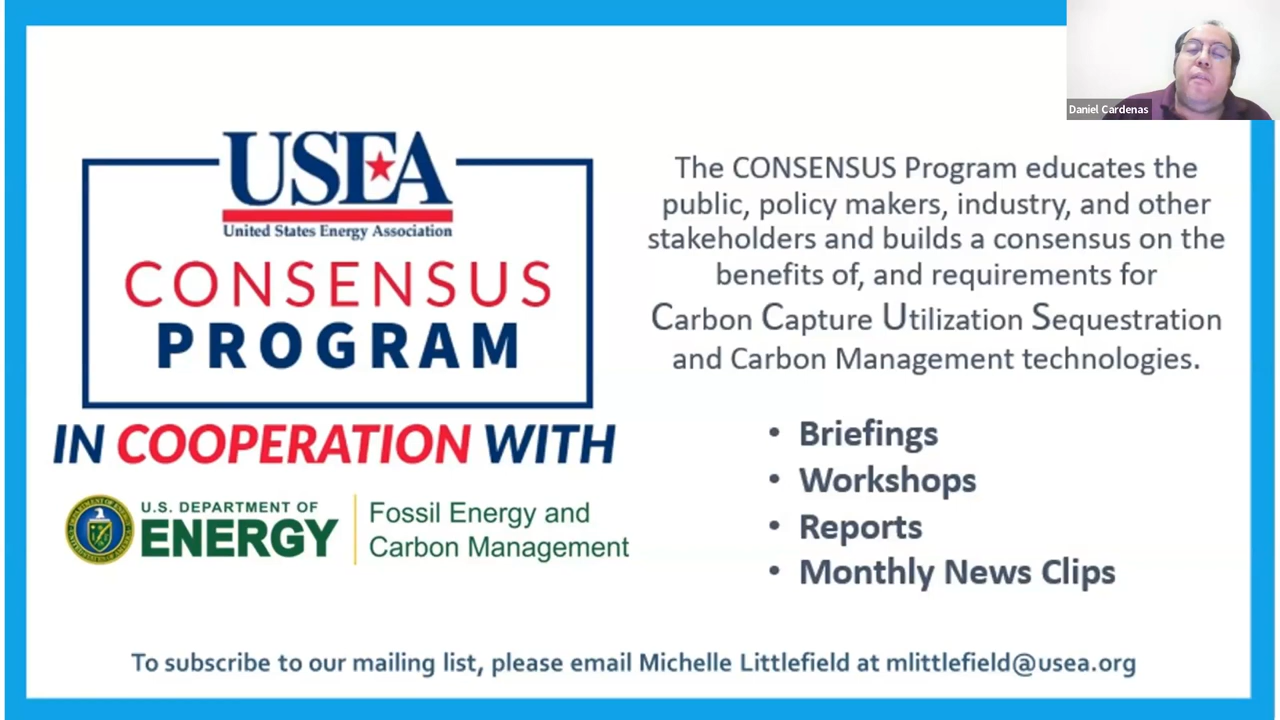 Daniel Cardenas
USEA
United States Energy Association
CONSENSUS
PROGRAM
IN COOPERATION WITH
U.S. DEPARTMENT OF
ENERGY
Fossil Energy and
Carbon Management
The CONSENSUS Program educates the
public, policy makers, industry, and other
stakeholders and builds a consensus on the
benefits of, and requirements for
Carbon Capture Utilization Sequestration
and Carbon Management technologies.
• Briefings
• Workshops
• Reports
• Monthly News Clips
To subscribe to our mailing list, please email Michelle Littlefield at mlittlefield@usea.org